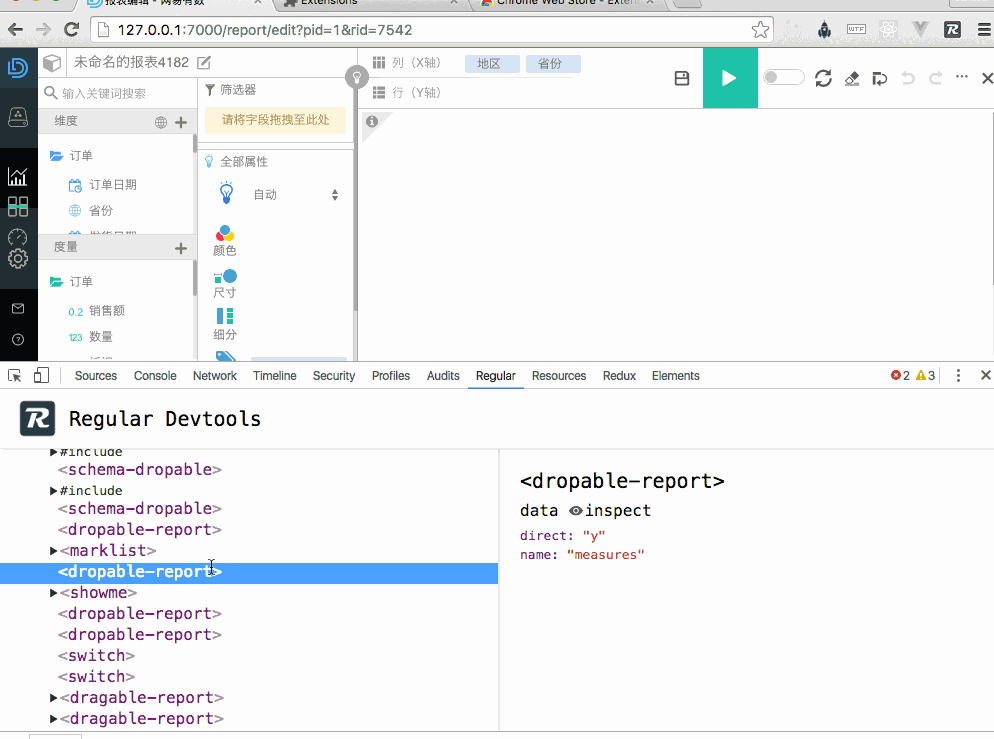 报表编辑 - 网易有数
Extensions
Chrome Web Store - Exten
127.0.0.1:7000/report/edit?pid=1&rid=7542
WTF
未命名的报表4182
列（X轴）
地区
省份
输入关键词搜索
筛选器
行（Y轴）
维度
请将字段拖拽至此处
订单
全部属性
订单日期
自动
省份
度量
颜色
订单
尺寸
0.2 销售额
123 数量
细分
Sources Console Network Timeline Security Profiles Audits Regular Resources Redux Elements
2 3
Regular Devtools
#include
<schema-dropable>
#include
<schema-dropable>
<dropable-report>
<marklist>
<dropable-report>
<showme>
<dropable-report>
<dropable-report>
<switch>
<switch>
<dragable-report>
<dragable-report>
<dropable-report>
data inspect
direct: "y"
name: "measures"